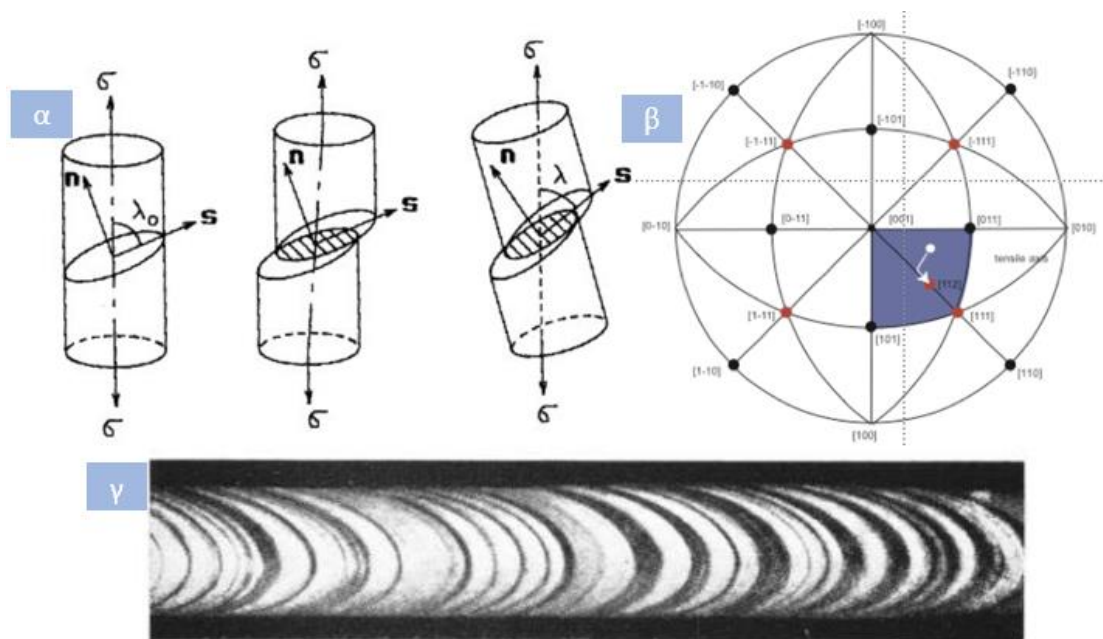 α
σ
n
λ₀
s
σ
σ
n
s
σ
σ
n
λ
s
σ
β
[-100]
[-1-10]
[-110]
[-101]
[-1-11]
[-111]
[0-10]
[0-11]
[001]
[011]
[010]
tensile axis
[112]
[1-11]
[111]
[101]
[1-10]
[110]
[100]
γ